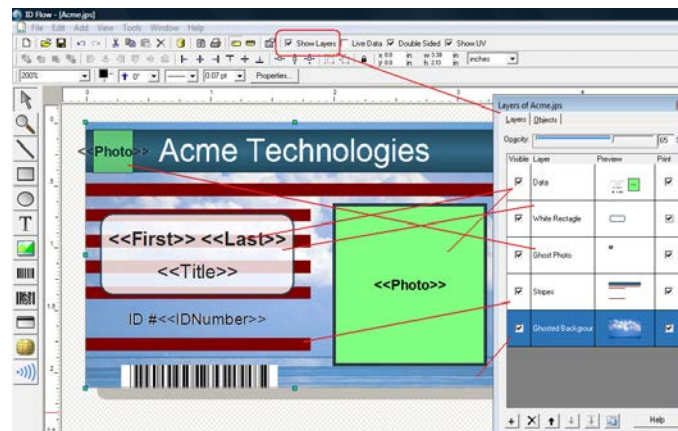 ID Flow - [Acme.jps]
File Edit Add View Tools Window Help
Show Layers Live Data Double Sided Show UV
inches
200% 0° 0.07 pt Properties...
Layers of Acme.jps
Layers Objects
Opacity: 65
Visible Layer Preview Print
<<Photo>> Acme Technologies
Data
White Rectagle
<<First>> <<Last>>
Ghost Photo
<<Title>>
<<Photo>>
Stripes
ID #<<IDNumber>>
Ghosted Backgrour
Help